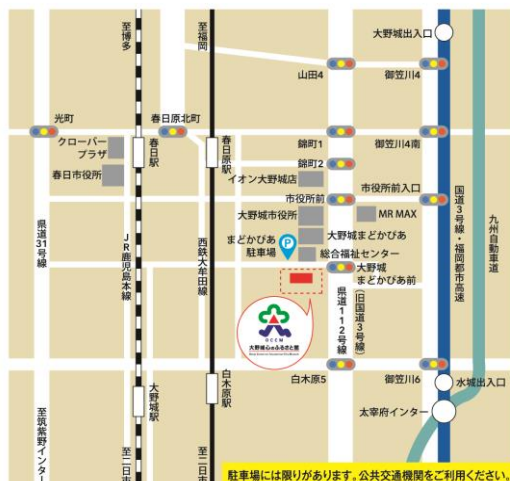 至博多
至福岡
大野城出入口
山田4
御笠川4
光町
春日原北町
春日原駅
錦町1
御笠川4南
クローバー
プラザ
春日駅
錦町2
イオン大野城店
春日市役所
市役所前
市役所前入口
大野城市役所
MR MAX
県道31号線
JR鹿児島本線
西鉄大牟田線
まどかぴあ
駐車場
P
大野城まどかぴあ
総合福祉センター
国道3号線・福岡都市高速
九州自動車道
大野城
まどかぴあ前
県道112号線
(旧国道3号線)
OCCM
大野城心のふるさと館
白木原5
御笠川6
大野城駅
白木原駅
水城出入口
太宰府インター
至筑紫野インター
至二日市
至二日市
駐車場には限りがあります。公共交通機関をご利用ください。